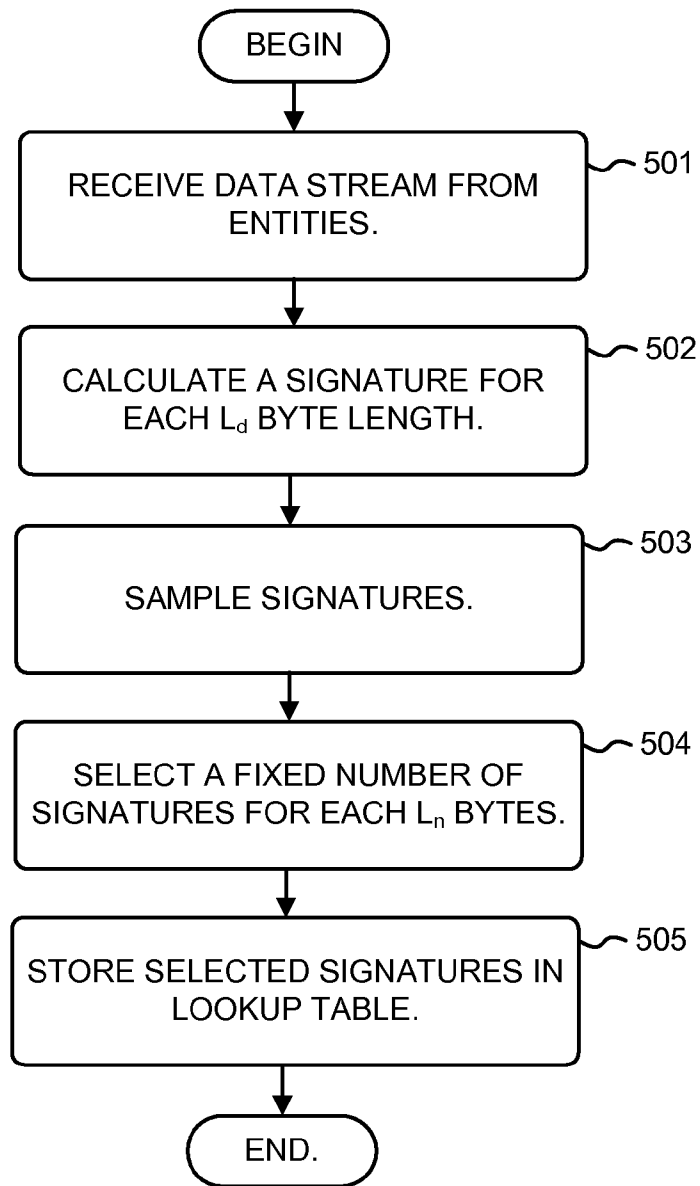 BEGIN
RECEIVE DATA STREAM FROM
ENTITIES.
501
CALCULATE A SIGNATURE FOR
EACH Ld BYTE LENGTH.
502
SAMPLE SIGNATURES.
503
SELECT A FIXED NUMBER OF
SIGNATURES FOR EACH Ln BYTES.
504
STORE SELECTED SIGNATURES IN
LOOKUP TABLE.
505
END.